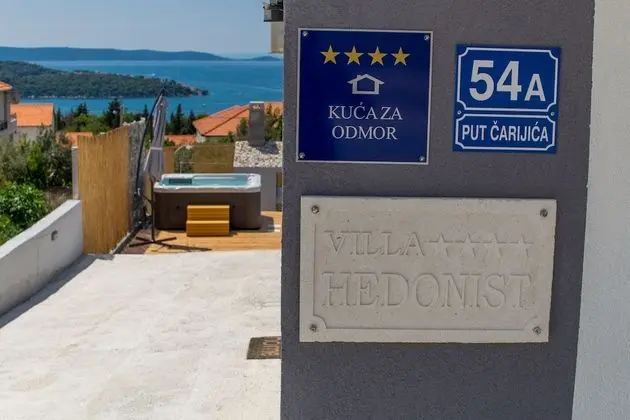 KUĆA ZA
ODMOR
54A
PUT ČARIJIĆA
VILLA
HEDONIST